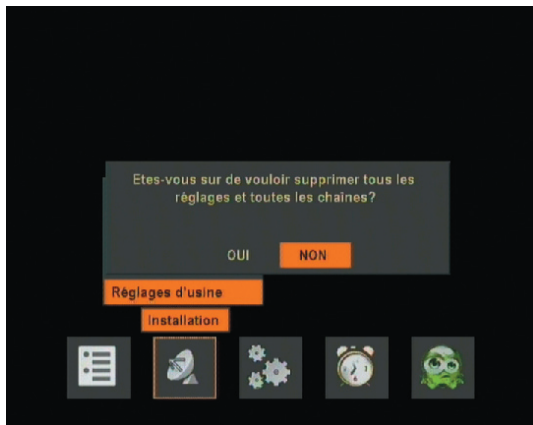 Etes-vous sur de vouloir supprimer tous les
réglages et toutes les chaînes?
OUI NON
Réglages d'usine
Installation